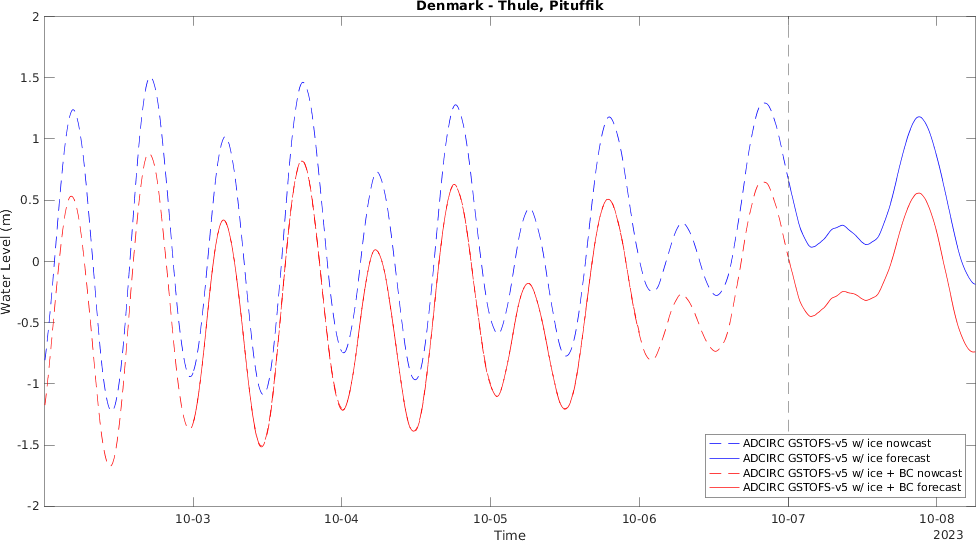 Denmark - Thule, Pituffik
2
1.5
1
0.5
0
-0.5
-1
-1.5
-2
Water Level (m)
ADCIRC GSTOFS-v5 w/ ice nowcast
ADCIRC GSTOFS-v5 w/ ice forecast
ADCIRC GSTOFS-v5 w/ ice + BC nowcast
ADCIRC GSTOFS-v5 w/ ice + BC forecast
10-03 10-04 10-05 10-06 10-07 10-08
Time
2023